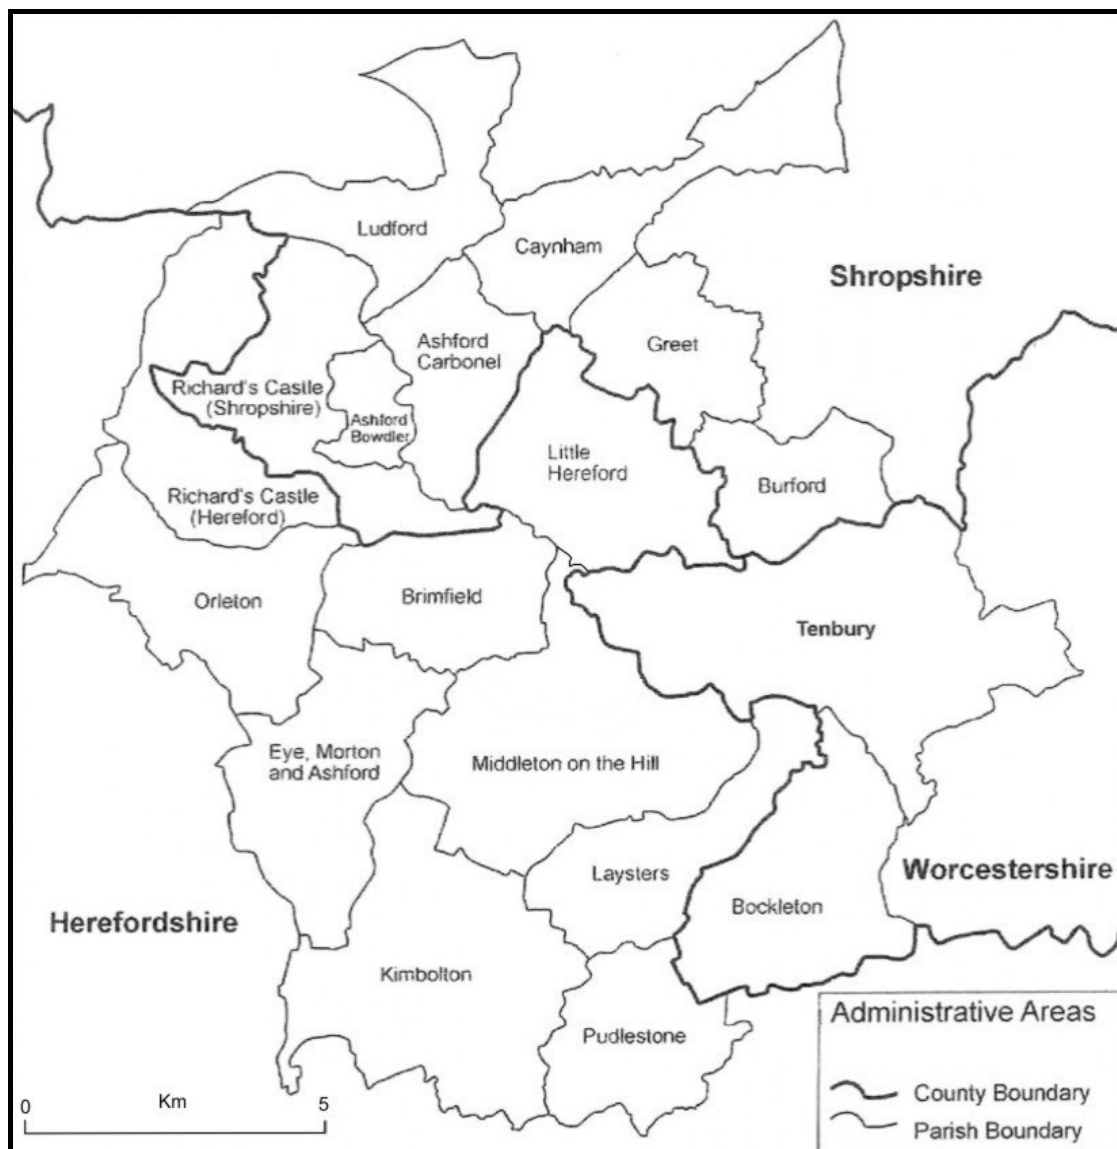 Ludford
Caynham
Shropshire
Ashford
Carbonel
Greet
Richard's Castle
(Shropshire)
Ashford
Bowdler
Little
Hereford
Burford
Richard's Castle
(Hereford)
Orleton
Brimfield
Tenbury
Eye, Morton
and Ashford
Middleton on the Hill
Laysters
Worcestershire
Bockleton
Herefordshire
Kimbolton
Pudlestone
Administrative Areas
County Boundary
Parish Boundary
0 Km 5